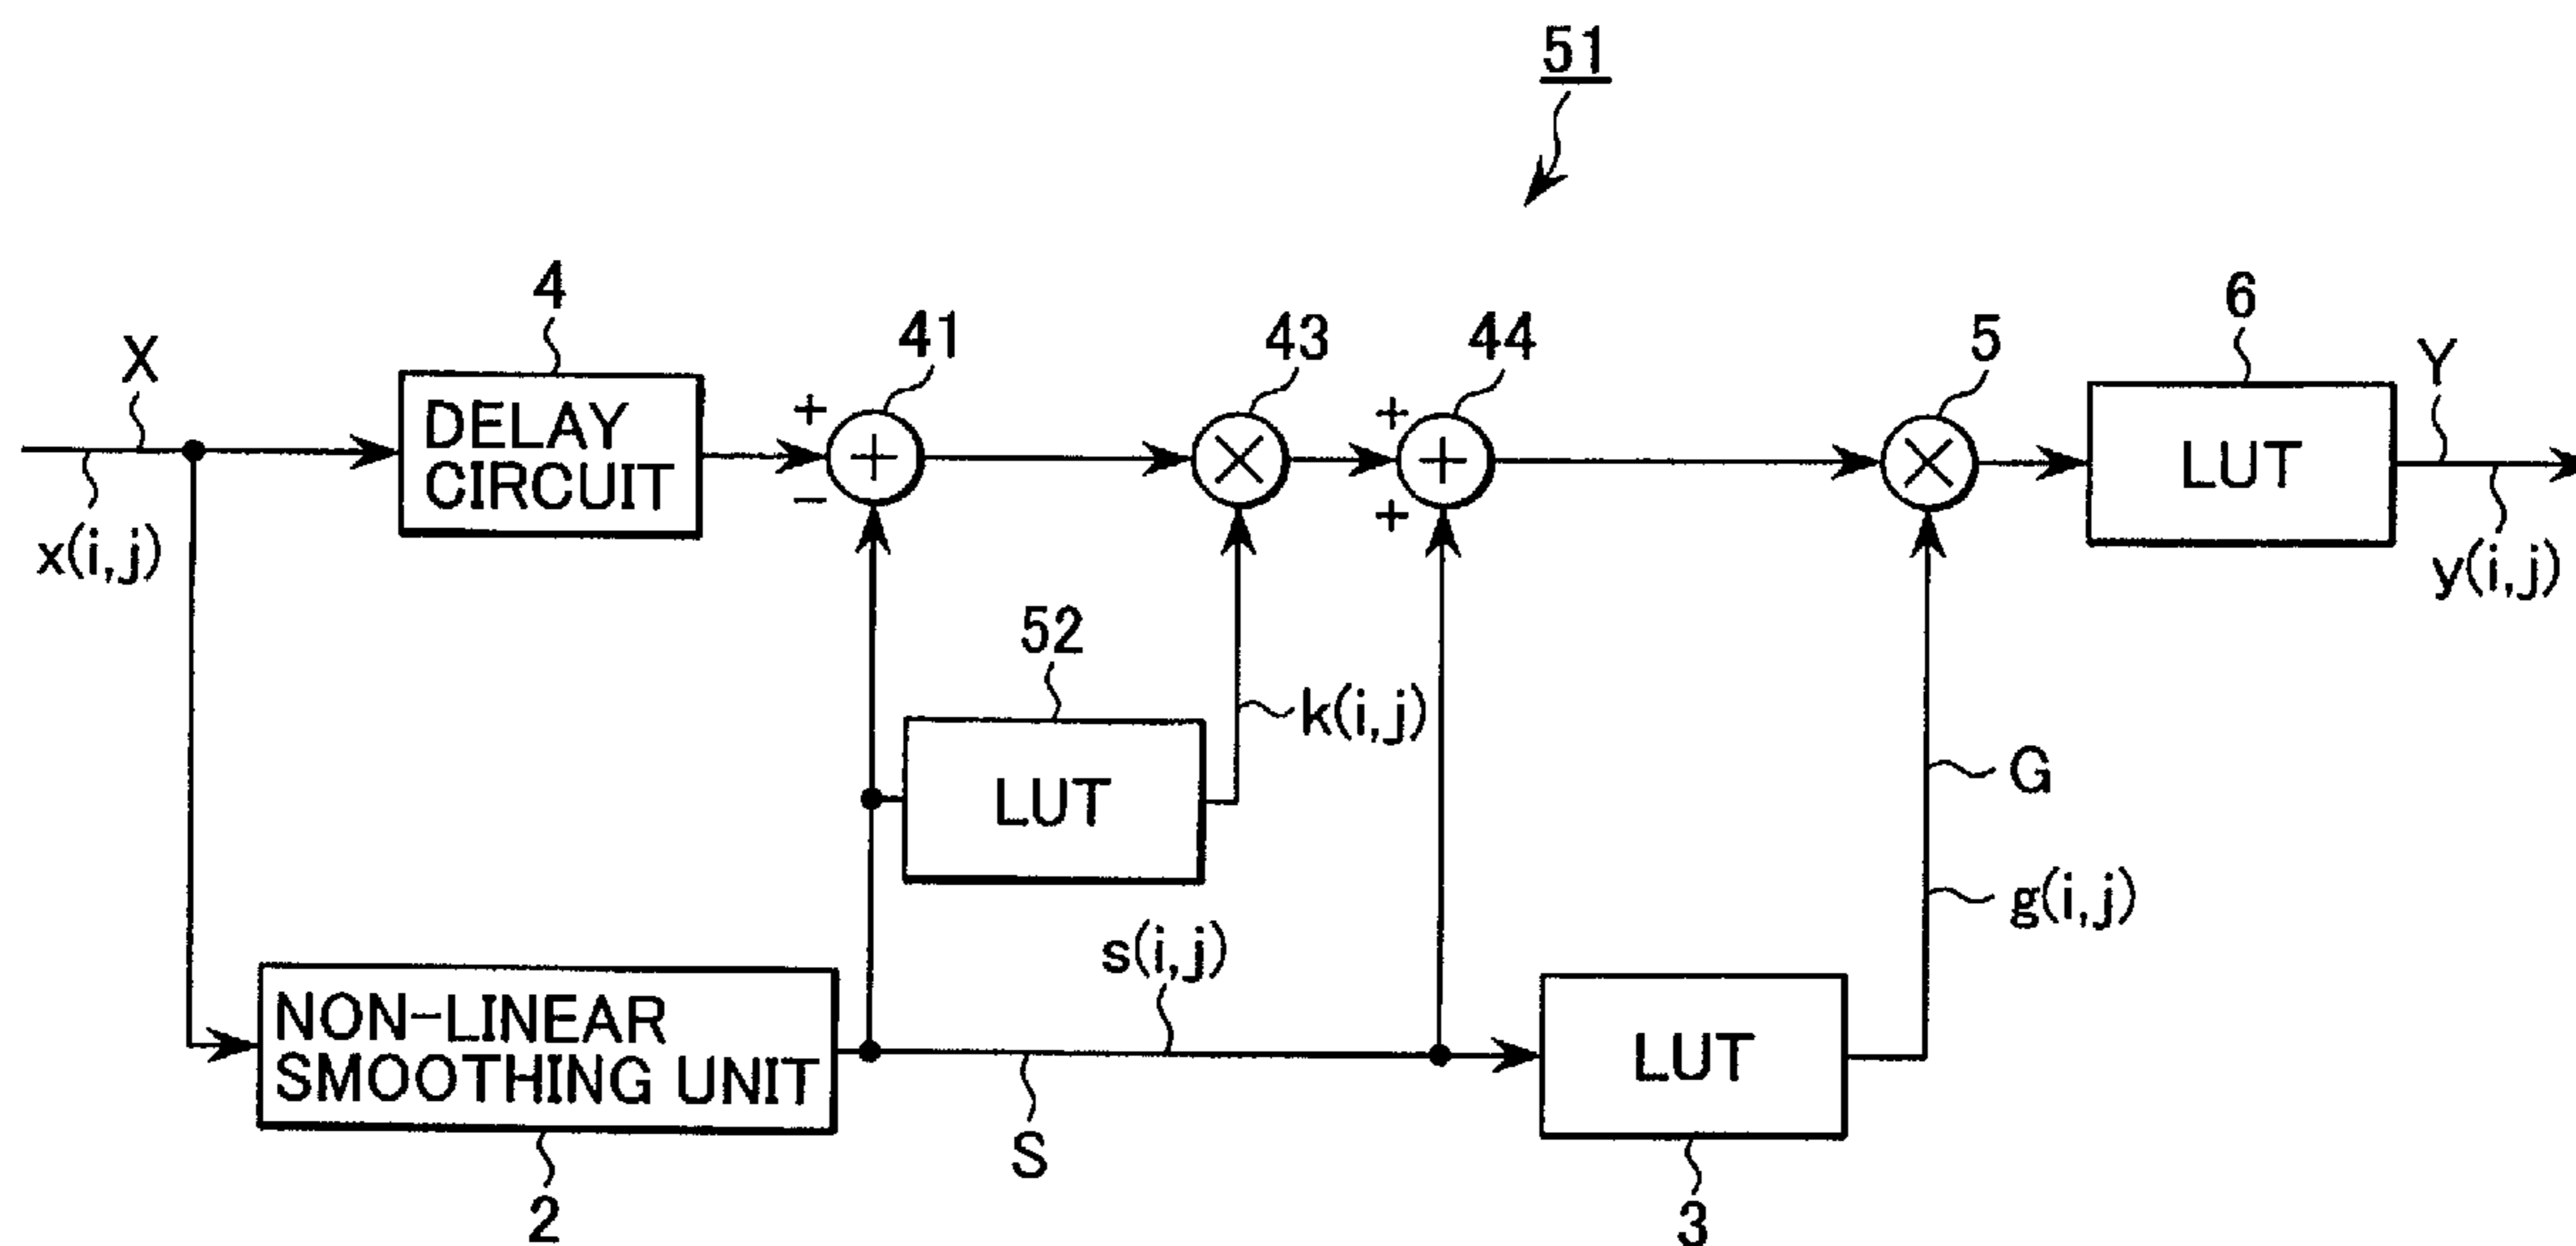 51
4
41
43
44
5
6
X
Y
+
+
DELAY
CIRCUIT
LUT
−
+
x(i,j)
y(i,j)
52
k(i,j)
LUT
G
g(i,j)
s(i,j)
NON-LINEAR
SMOOTHING UNIT
LUT
S
2
3